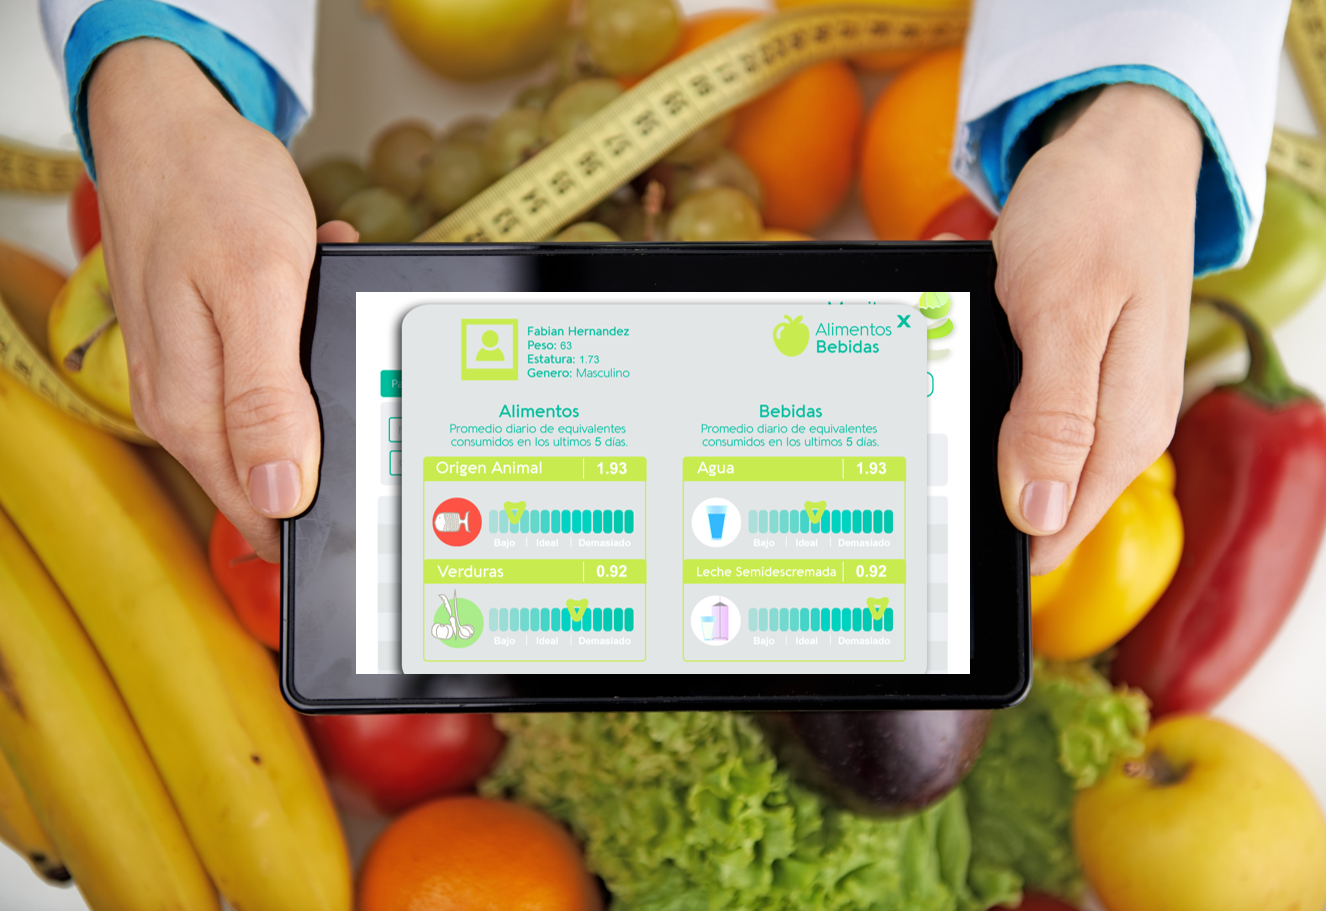 Fabian Hernandez
Peso: 63
Estatura: 1.73
Genero: Masculino
Alimentos
Bebidas
X
Alimentos
Promedio diario de equivalentes
consumidos en los ultimos 5 días.
Origen Animal 1.93
Bajo Ideal Demasiado
Verduras 0.92
Bajo Ideal Demasiado
Bebidas
Promedio diario de equivalentes
consumidos en los ultimos 5 días.
Agua 1.93
Bajo Ideal Demasiado
Leche Semidescremada 0.92
Bajo Ideal Demasiado